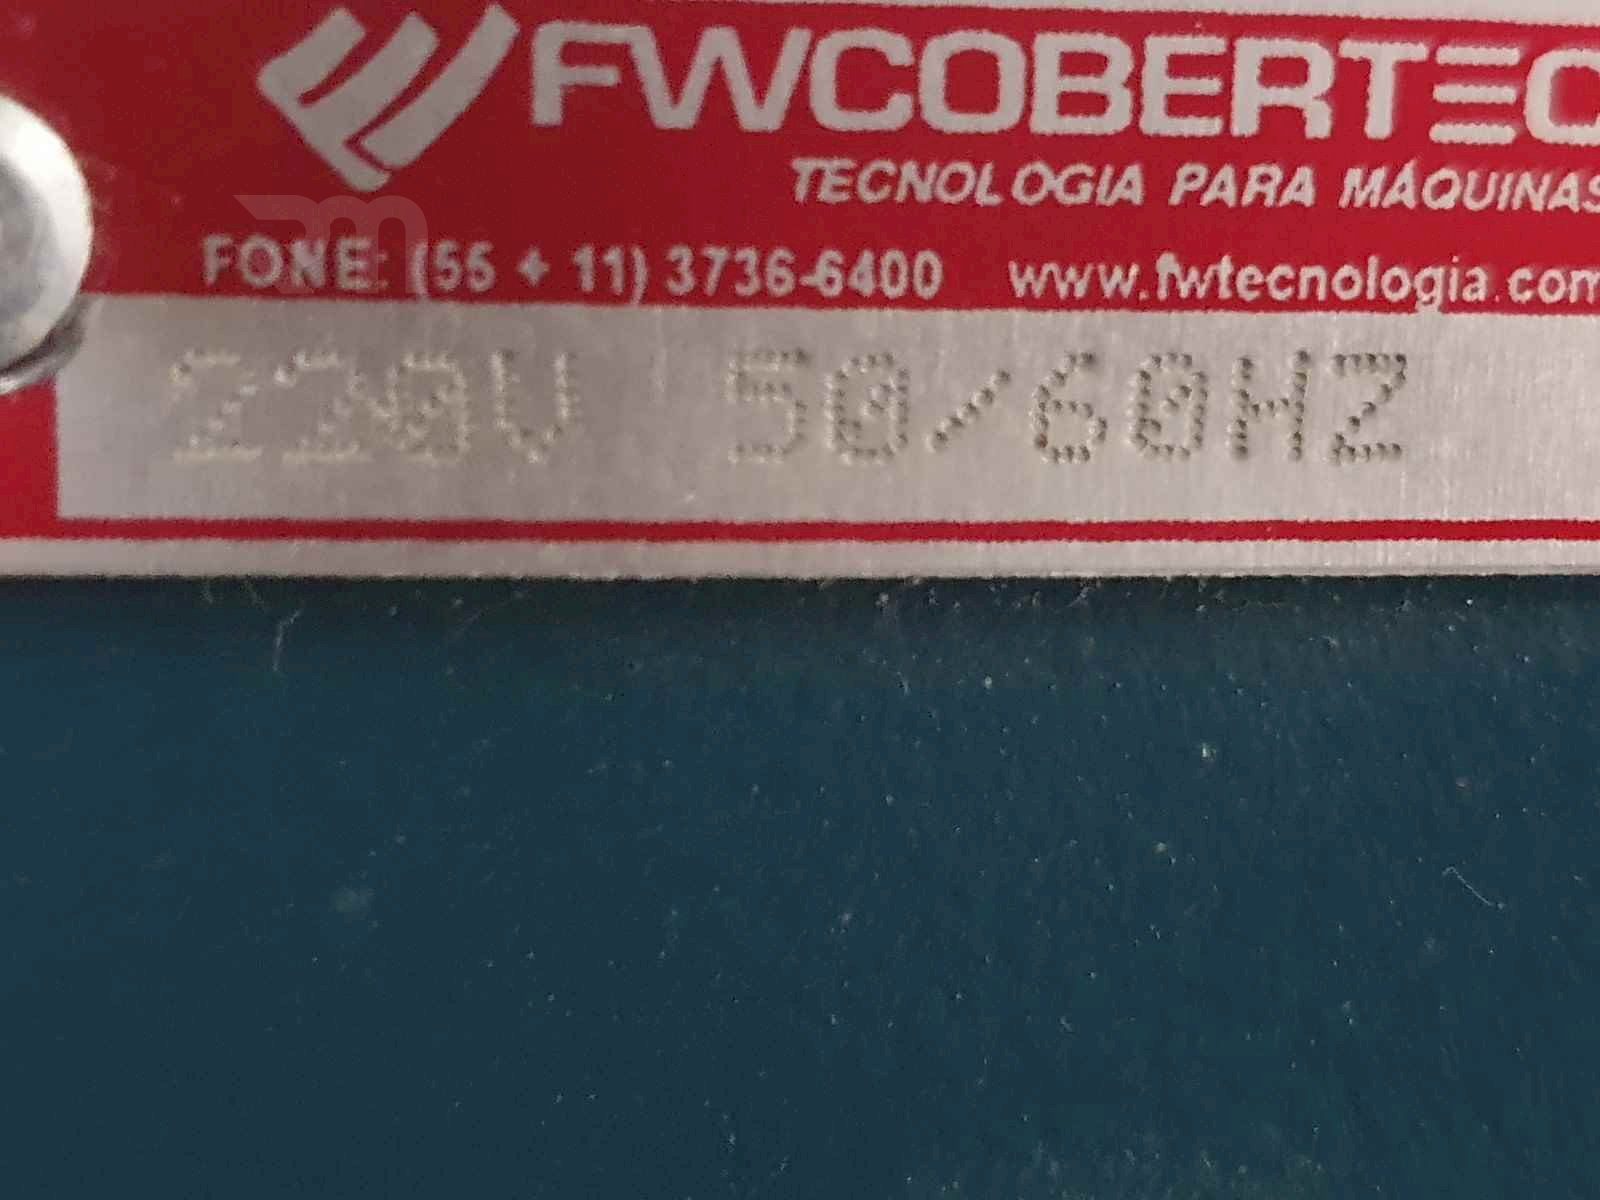 FWCOBERTEC
TECNOLOGIA PARA MÁQUINAS
FONE: (55 + 11) 3736-6400 www.fwtecnologia.com
220V 50/60HZ